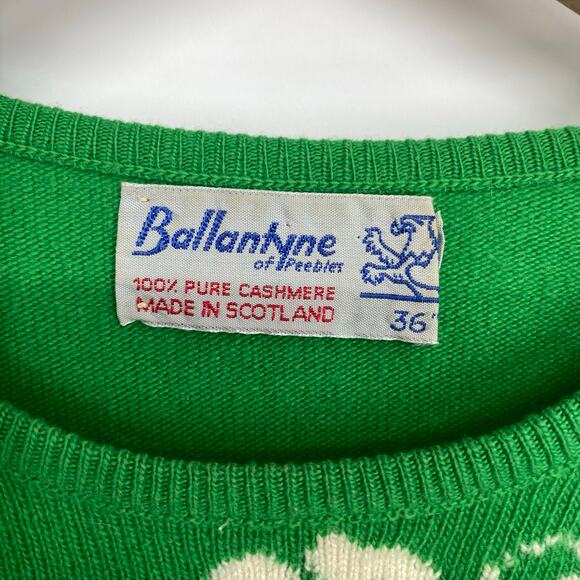 Ballantyne
of Peebles
100% PURE CASHMERE
MADE IN SCOTLAND
36"